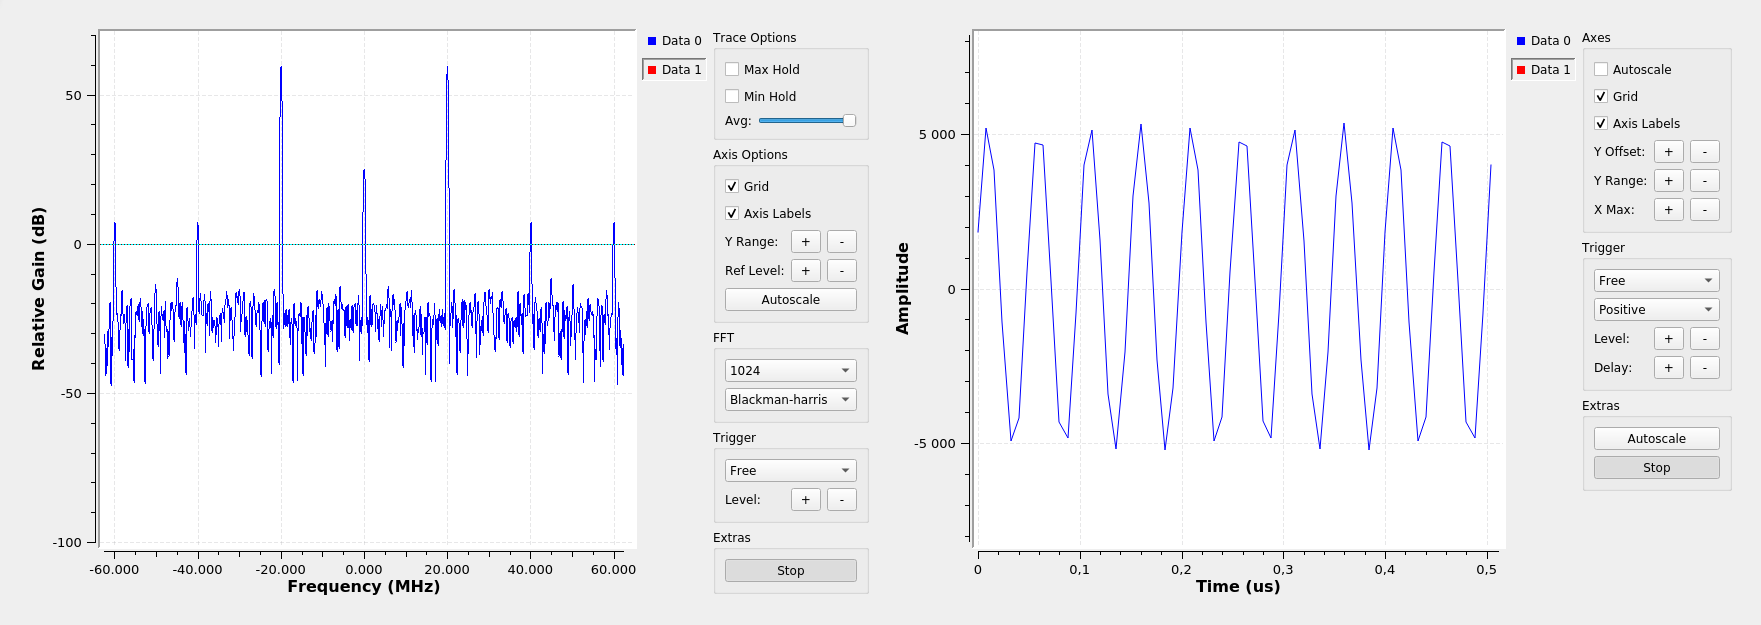 Relative Gain (dB)
50
0
-50
-100
-60.000 -40.000 -20.000 0.000 20.000 40.000 60.000
Frequency (MHz)
Data 0
Data 1
Trace Options
Max Hold
Min Hold
Avg:
Axis Options
Grid
Axis Labels
Y Range: + -
Ref Level: + -
Autoscale
FFT
1024
Blackman-harris
Trigger
Free
Level: + -
Extras
Stop
Amplitude
5 000
0
-5 000
0 0,1 0,2 0,3 0,4 0,5
Time (us)
Data 0
Data 1
Axes
Autoscale
Grid
Axis Labels
Y Offset: + -
Y Range: + -
X Max: + -
Trigger
Free
Positive
Level: + -
Delay: + -
Extras
Autoscale
Stop